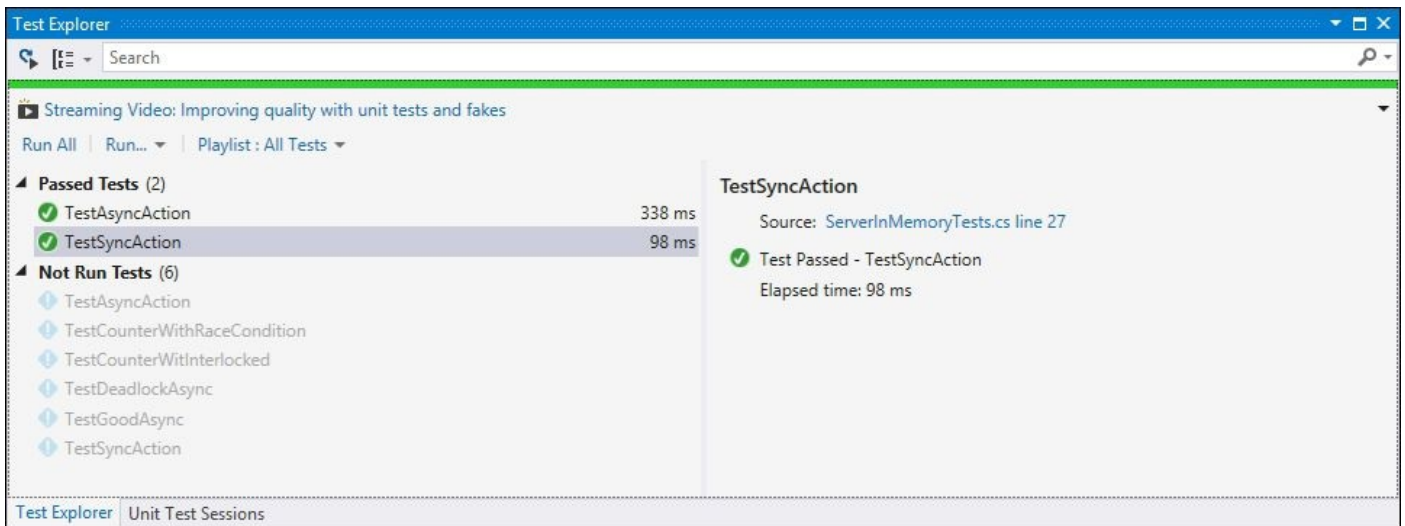 Test Explorer
Search
Streaming Video: Improving quality with unit tests and fakes
Run All | Run... | Playlist : All Tests
Passed Tests (2)
TestAsyncAction 338 ms
TestSyncAction 98 ms
Not Run Tests (6)
TestAsyncAction
TestCounterWithRaceCondition
TestCounterWitInterlocked
TestDeadlockAsync
TestGoodAsync
TestSyncAction
TestSyncAction
Source: ServerInMemoryTests.cs line 27
Test Passed - TestSyncAction
Elapsed time: 98 ms
Test Explorer Unit Test Sessions